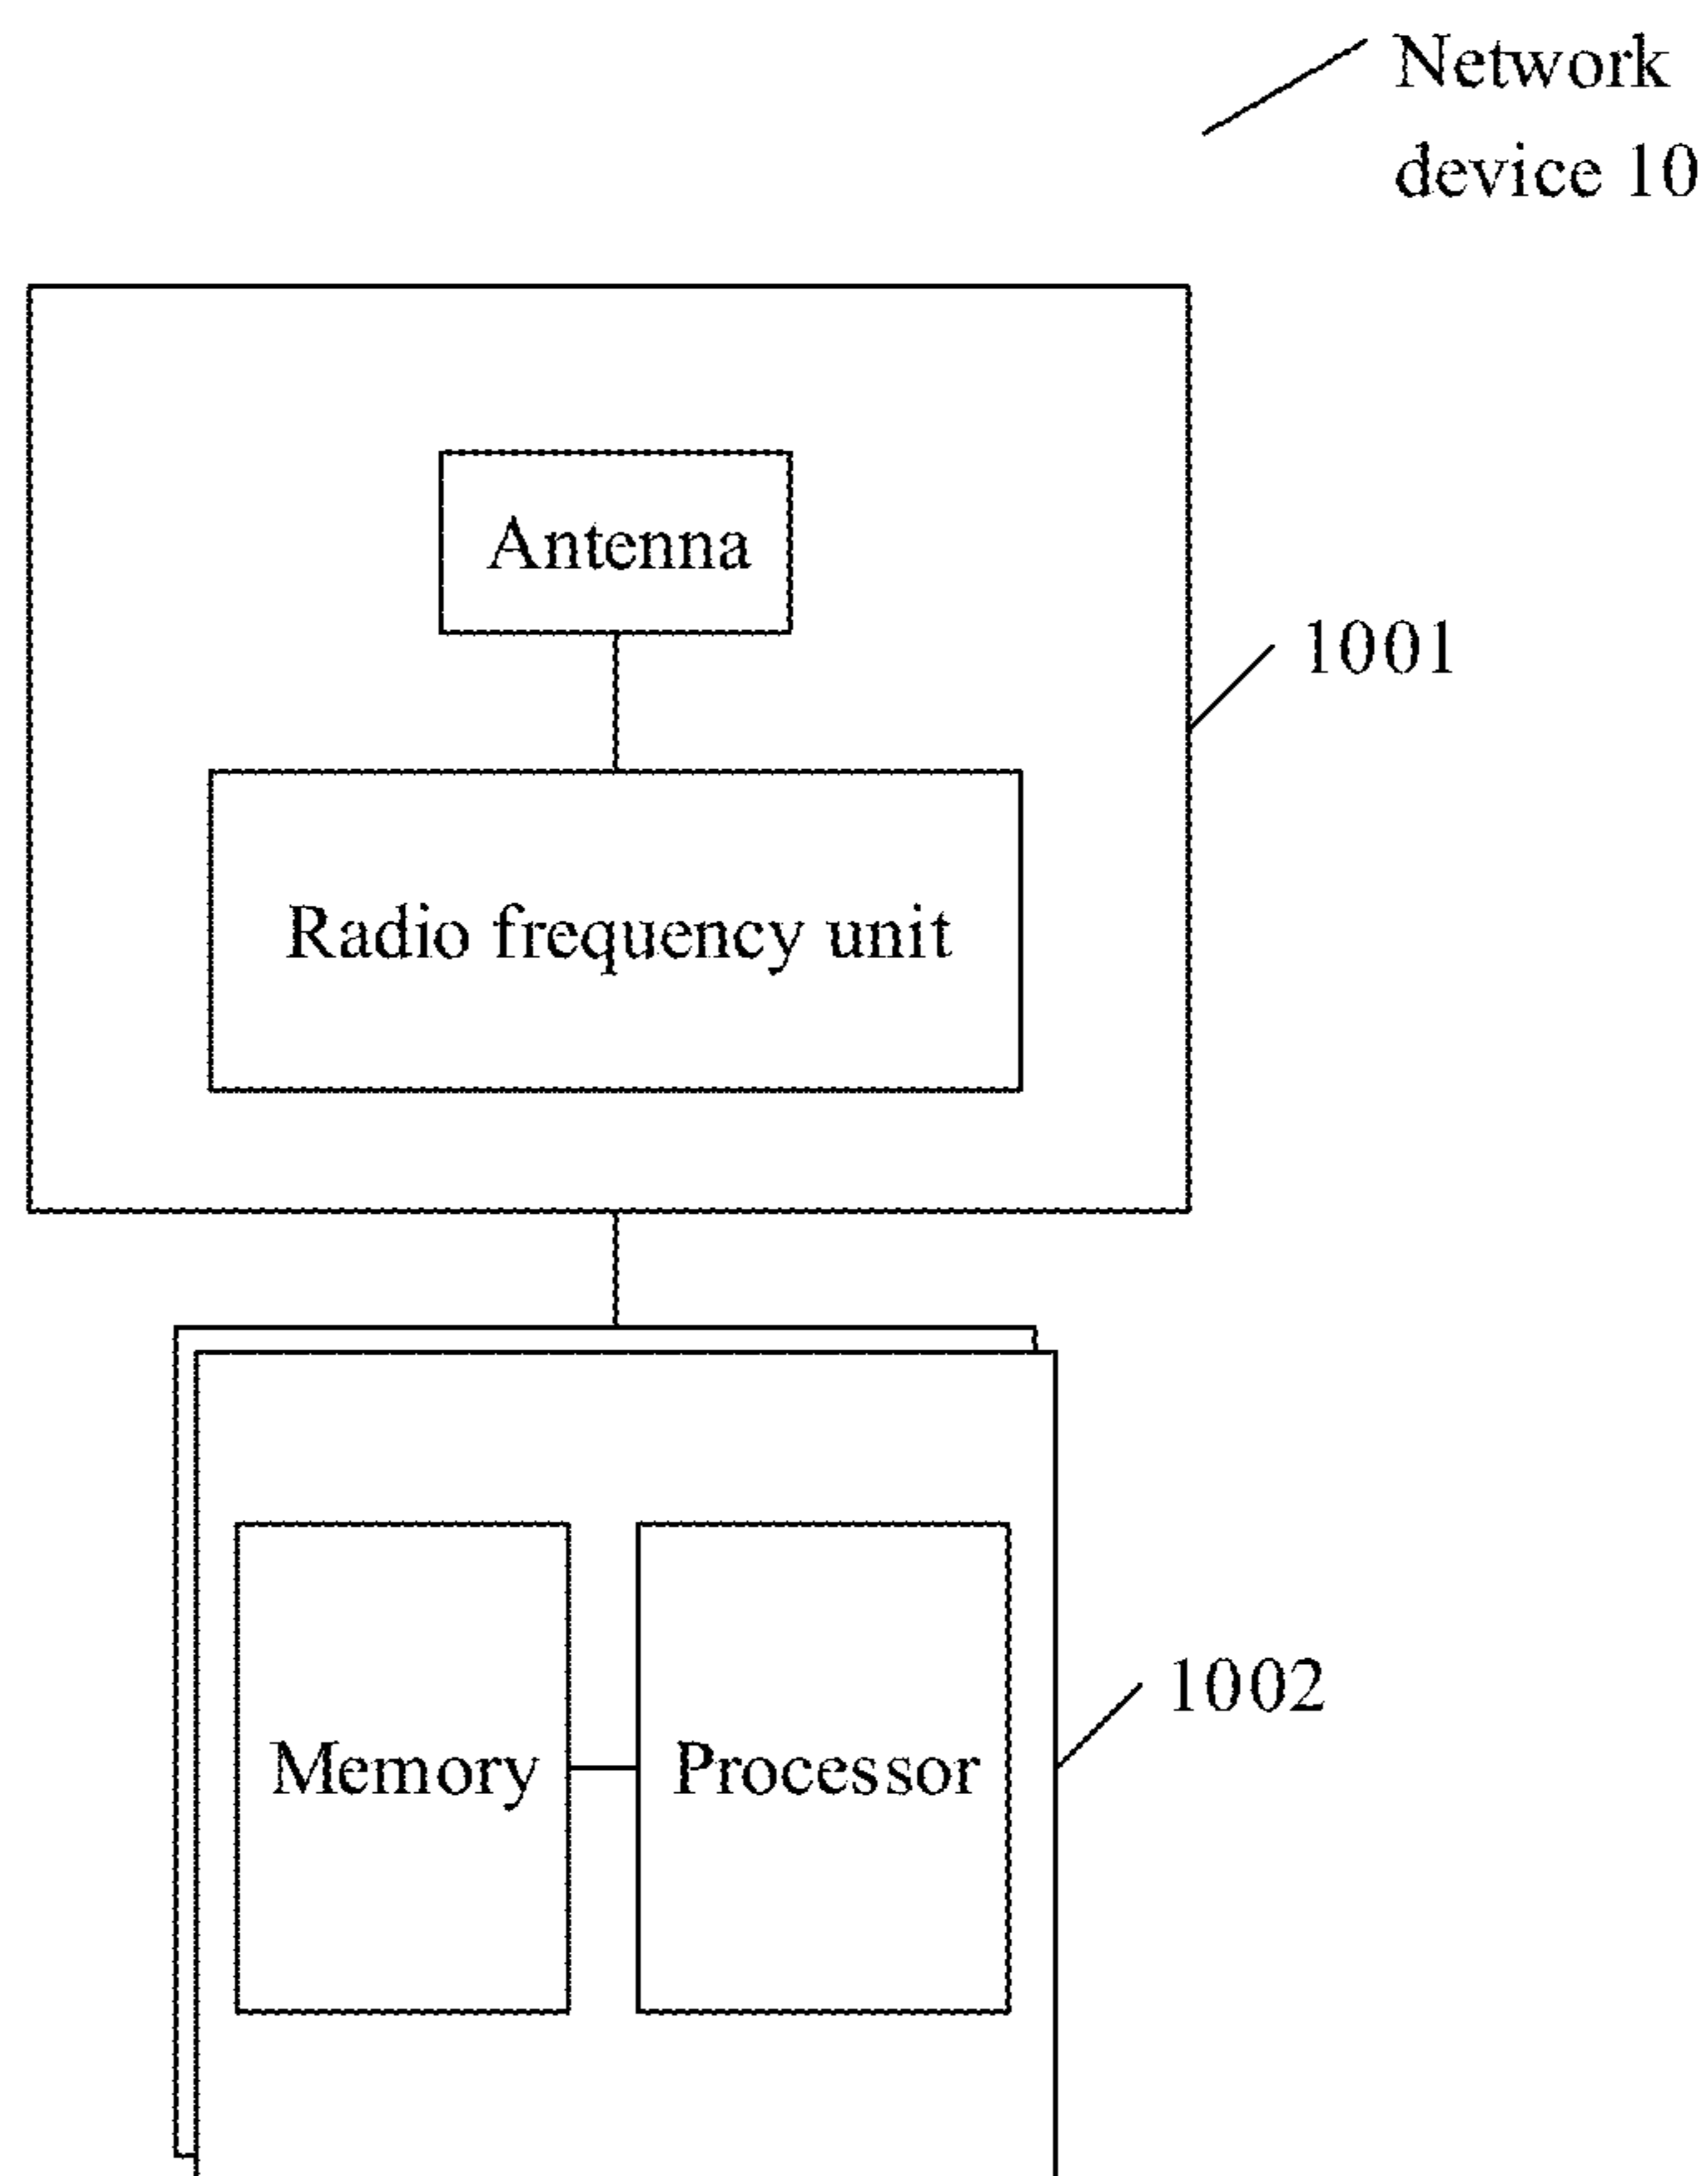 Network
device 10
Antenna
1001
Radio frequency unit
1002
Memory
Processor